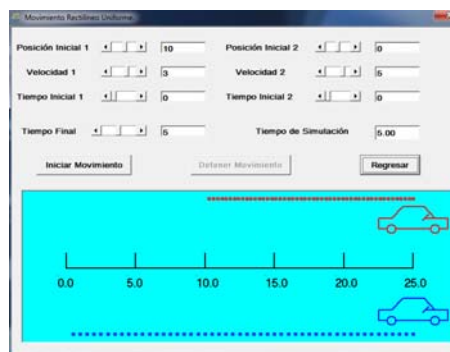 Movimiento Rectilíneo Uniforme
Posición Inicial 1 10 Posición Inicial 2 0
Velocidad 1 3 Velocidad 2 5
Tiempo Inicial 1 0 Tiempo Inicial 2 0
Tiempo Final 5 Tiempo de Simulación 5.00
Iniciar Movimiento Detener Movimiento Regresar
0.0 5.0 10.0 15.0 20.0 25.0